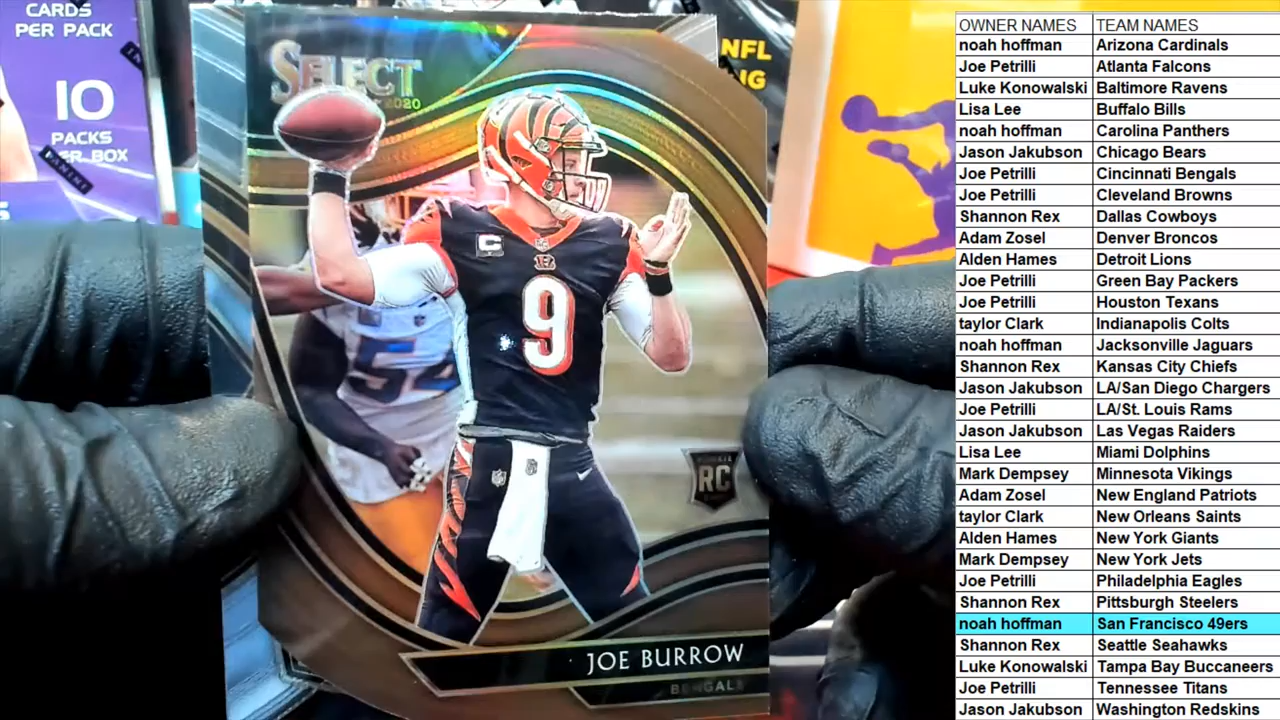 CARDS
PER PACK
10
PACKS
PER BOX
PANINI
NFL
SELECT
2020
C
9
52
RC
JOE BURROW
BENGALS
OWNER NAMES TEAM NAMES
noah hoffman Arizona Cardinals
Joe Petrilli Atlanta Falcons
Luke Konowalski Baltimore Ravens
Lisa Lee Buffalo Bills
noah hoffman Carolina Panthers
Jason Jakubson Chicago Bears
Joe Petrilli Cincinnati Bengals
Joe Petrilli Cleveland Browns
Shannon Rex Dallas Cowboys
Adam Zosel Denver Broncos
Alden Hames Detroit Lions
Joe Petrilli Green Bay Packers
Joe Petrilli Houston Texans
taylor Clark Indianapolis Colts
noah hoffman Jacksonville Jaguars
Shannon Rex Kansas City Chiefs
Jason Jakubson LA/San Diego Chargers
Joe Petrilli LA/St. Louis Rams
Jason Jakubson Las Vegas Raiders
Lisa Lee Miami Dolphins
Mark Dempsey Minnesota Vikings
Adam Zosel New England Patriots
taylor Clark New Orleans Saints
Alden Hames New York Giants
Mark Dempsey New York Jets
Joe Petrilli Philadelphia Eagles
Shannon Rex Pittsburgh Steelers
noah hoffman San Francisco 49ers
Shannon Rex Seattle Seahawks
Luke Konowalski Tampa Bay Buccaneers
Joe Petrilli Tennessee Titans
Jason Jakubson Washington Redskins